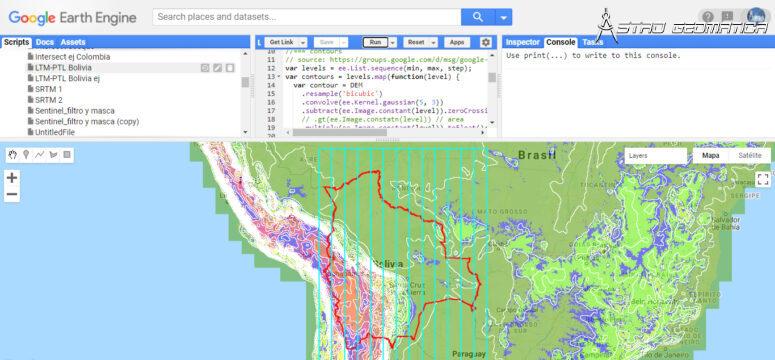 Google Earth Engine
Search places and datasets...
ASTRO GEOMATICA
Scripts Docs Assets
Intersect ej Colombia
LTM-PTL Bolivia
LTM-PTL Bolivia ej
SRTM 1
SRTM 2
Sentinel_filtro y masca
Sentinel_filtro y masca (copy)
UntitledFile
L Get Link Save Run Reset Apps
10 //=== contours
11 // source: https://groups.google.com/d/msg/google-
12 var levels = ee.List.sequence(min, max, step);
13 var contours = levels.map(function(level) {
14 var contour = DEM
15 .resample('bicubic')
16 .convolve(ee.Kernel.gaussian(5, 3))
17 .subtract(ee.Image.constant(level)).zeroCrossi
18 // .gt(ee.Image.constatn(level)) // area
19
Inspector Console Tasks
Use print(...) to write to this console.
Layers
Mapa Satélite
Brasil
ACRE
TOCANTINS
SERGIPE
MATO GROSSO
Salvador
de Bahia
Bolivia
Santa Cruz
Paraguay
ESPIRITO
SANTO
Rio de Janeiro